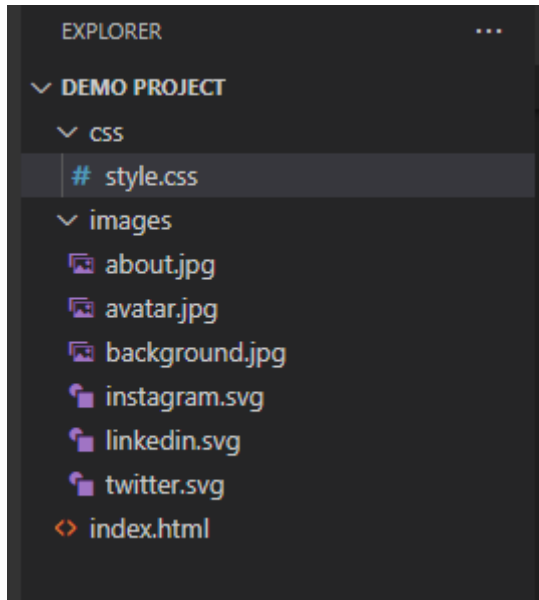 EXPLORER ...
DEMO PROJECT
css
# style.css
images
about.jpg
avatar.jpg
background.jpg
instagram.svg
linkedin.svg
twitter.svg
<> index.html